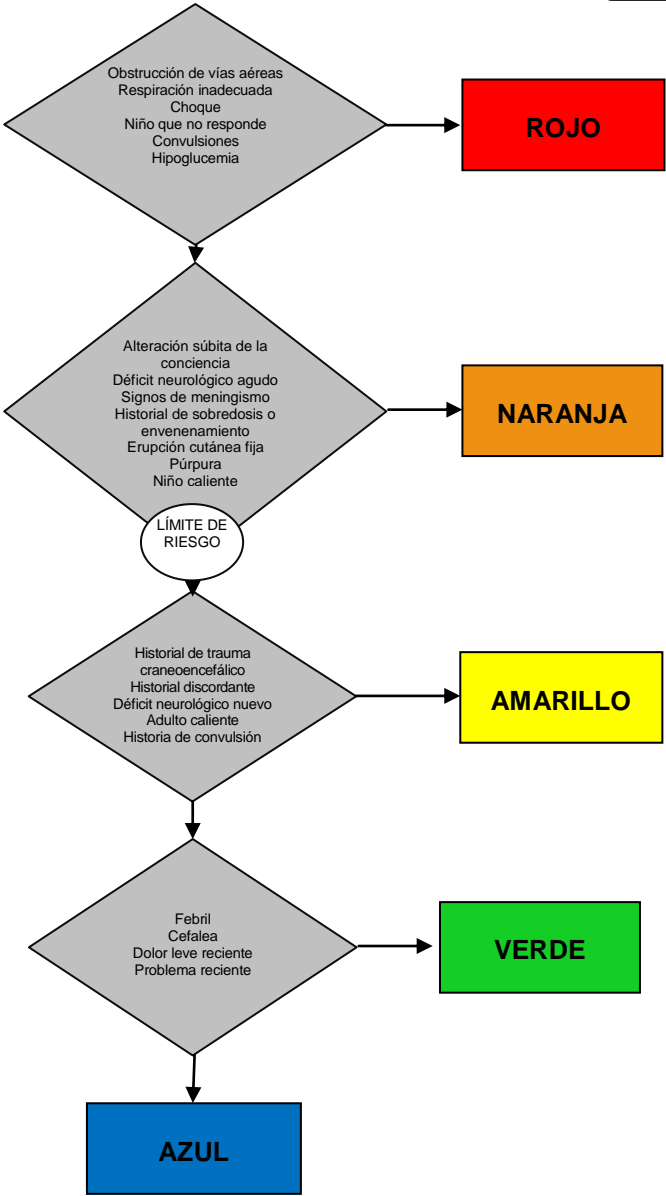 Obstrucción de vías aéreas
Respiración inadecuada
Choque
Niño que no responde
Convulsiones
Hipoglucemia
ROJO
Alteración súbita de la
conciencia
Déficit neurológico agudo
Signos de meningismo
Historial de sobredosis o
envenenamiento
Erupción cutánea fija
Púrpura
Niño caliente
NARANJA
LÍMITE DE
RIESGO
Historial de trauma
craneoencefálico
Historial discordante
Déficit neurológico nuevo
Adulto caliente
Historia de convulsión
AMARILLO
Febril
Cefalea
Dolor leve reciente
Problema reciente
VERDE
AZUL